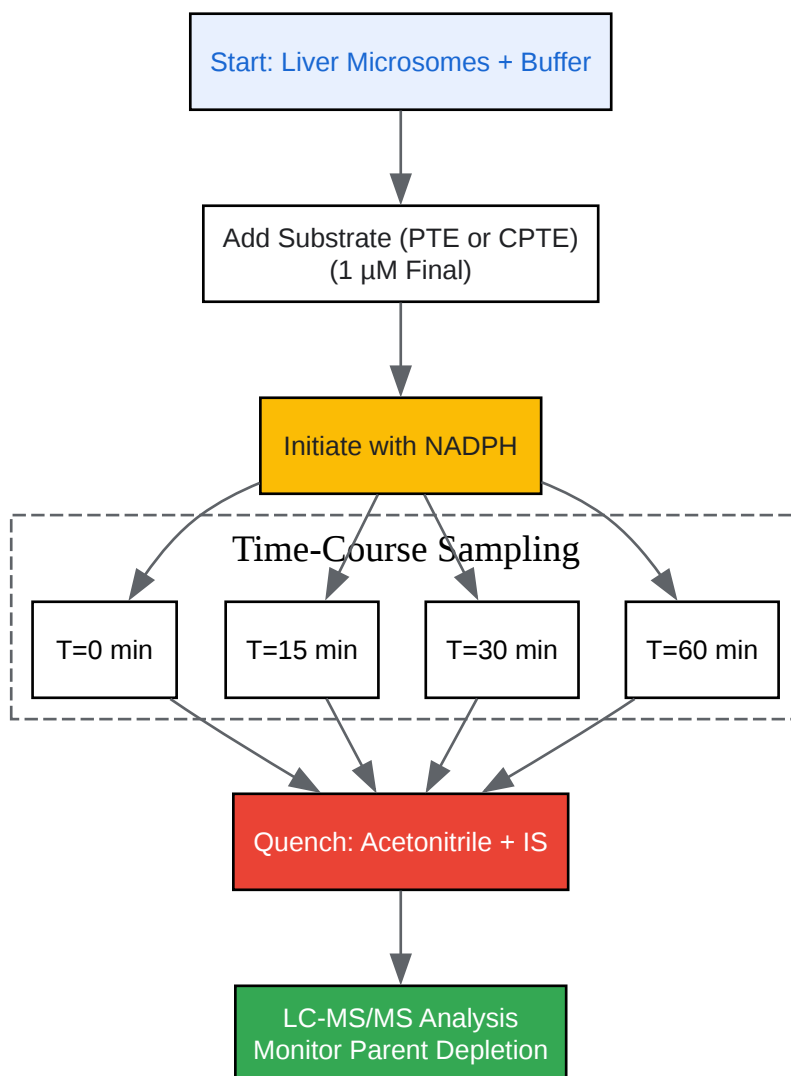 Start: Liver Microsomes + Buffer
Add Substrate (PTE or CPTE)
(1 µM Final)
Initiate with NADPH
Time-Course Sampling
T=0 min
T=15 min
T=30 min
T=60 min
Quench: Acetonitrile + IS
LC-MS/MS Analysis
Monitor Parent Depletion